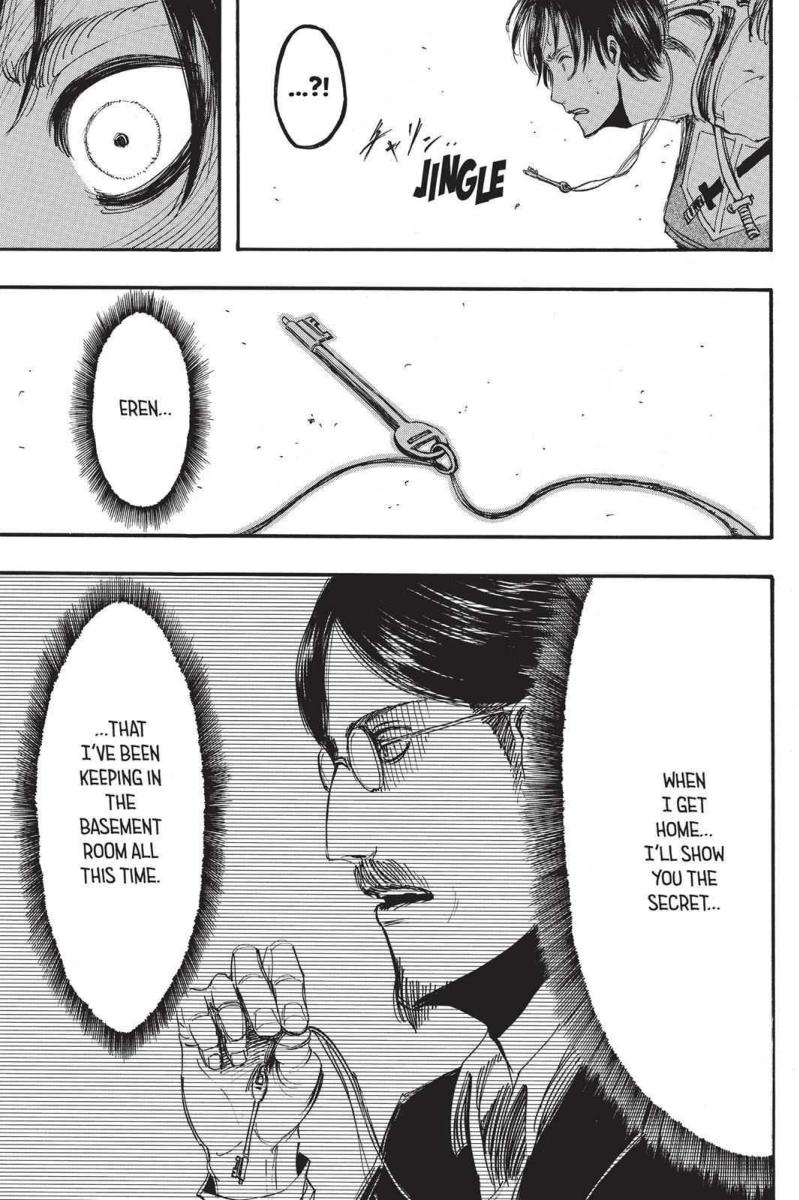 ...?!
チャリン‥
JINGLE
EREN...
WHEN
I GET
HOME...
I'LL SHOW
YOU THE
SECRET...
...THAT
I'VE BEEN
KEEPING IN
THE
BASEMENT
ROOM ALL
THIS TIME.